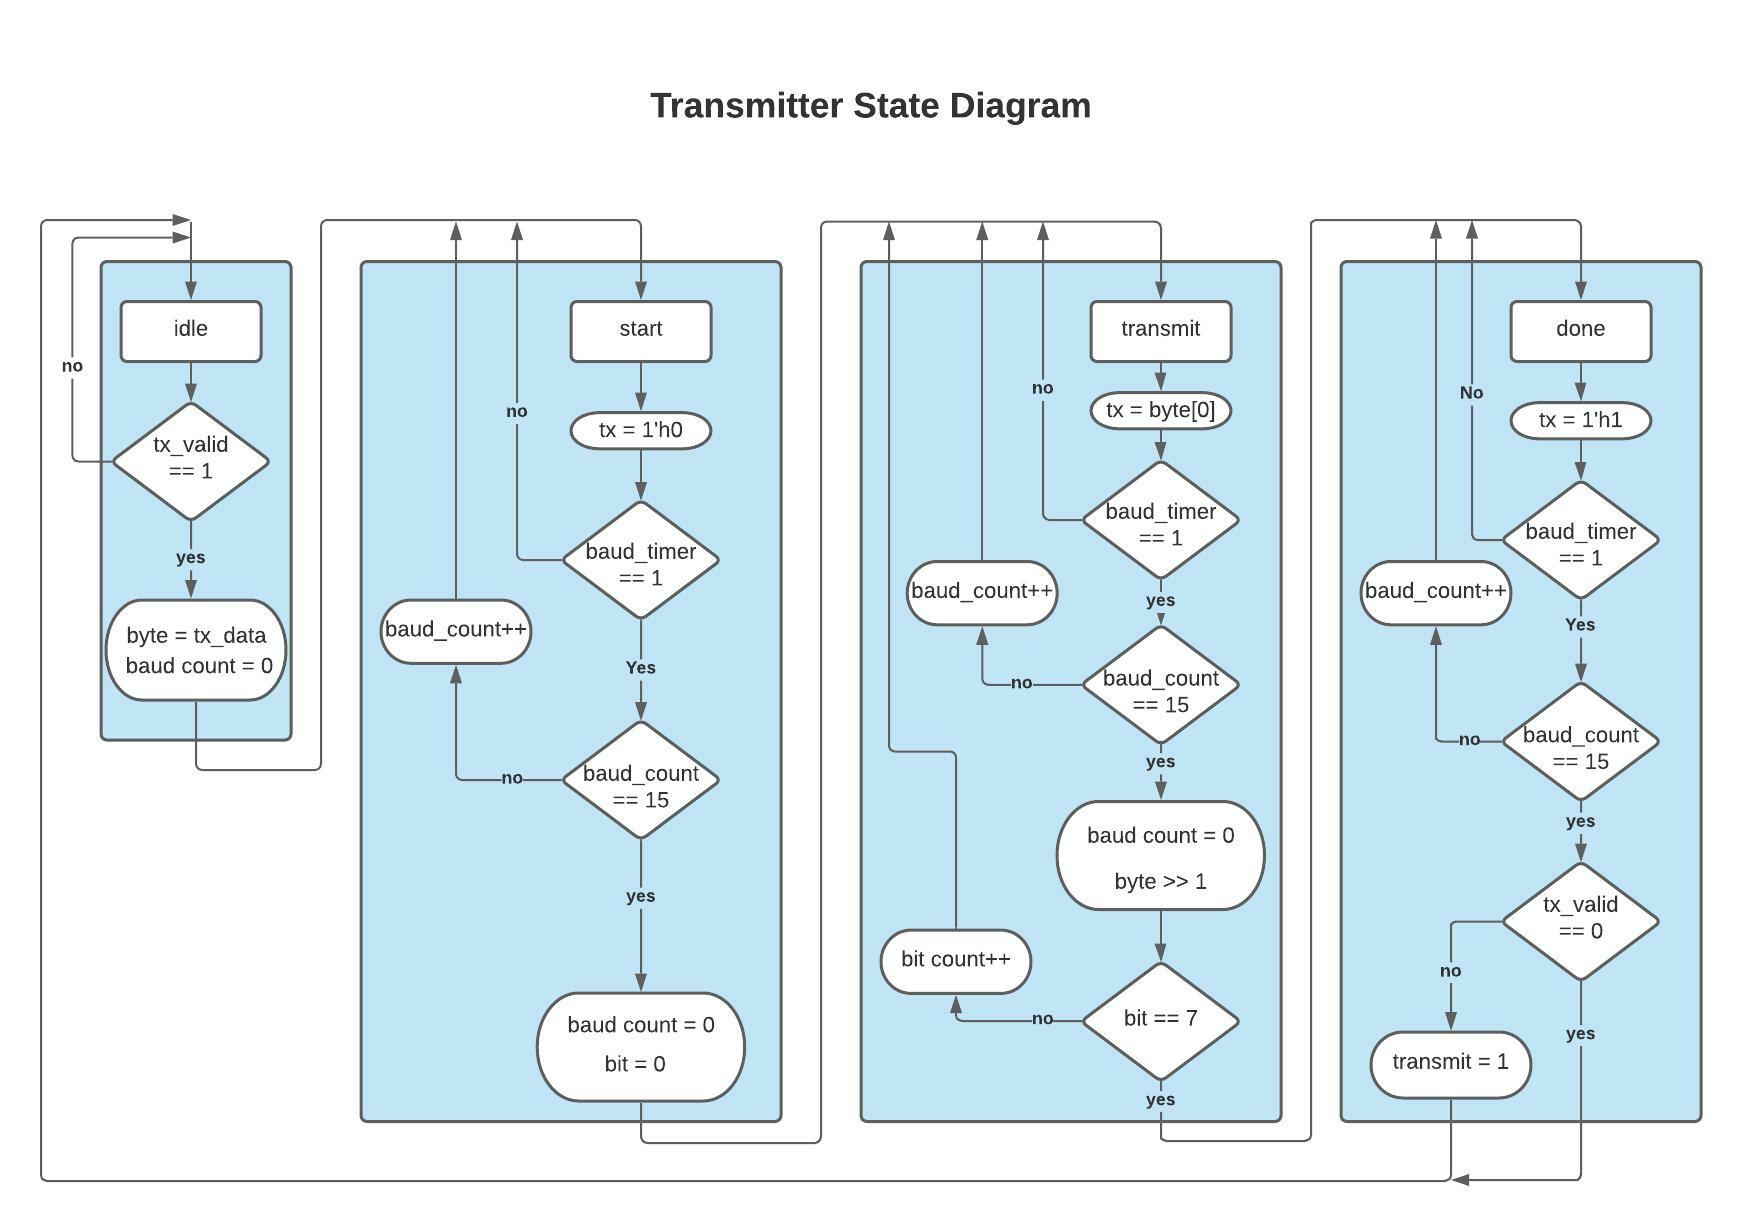 Transmitter State Diagram
idle
no
tx_valid
== 1
yes
byte = tx_data
baud count = 0
start
tx = 1'h0
no
baud_timer
== 1
baud_count++
Yes
baud_count
== 15
no
yes
baud count = 0
bit = 0
transmit
tx = byte[0]
no
baud_timer
== 1
baud_count++
yes
baud_count
== 15
no
yes
baud count = 0
byte >> 1
bit count++
bit == 7
no
yes
done
tx = 1'h1
No
baud_timer
== 1
baud_count++
Yes
baud_count
== 15
no
yes
tx_valid
== 0
no
yes
transmit = 1